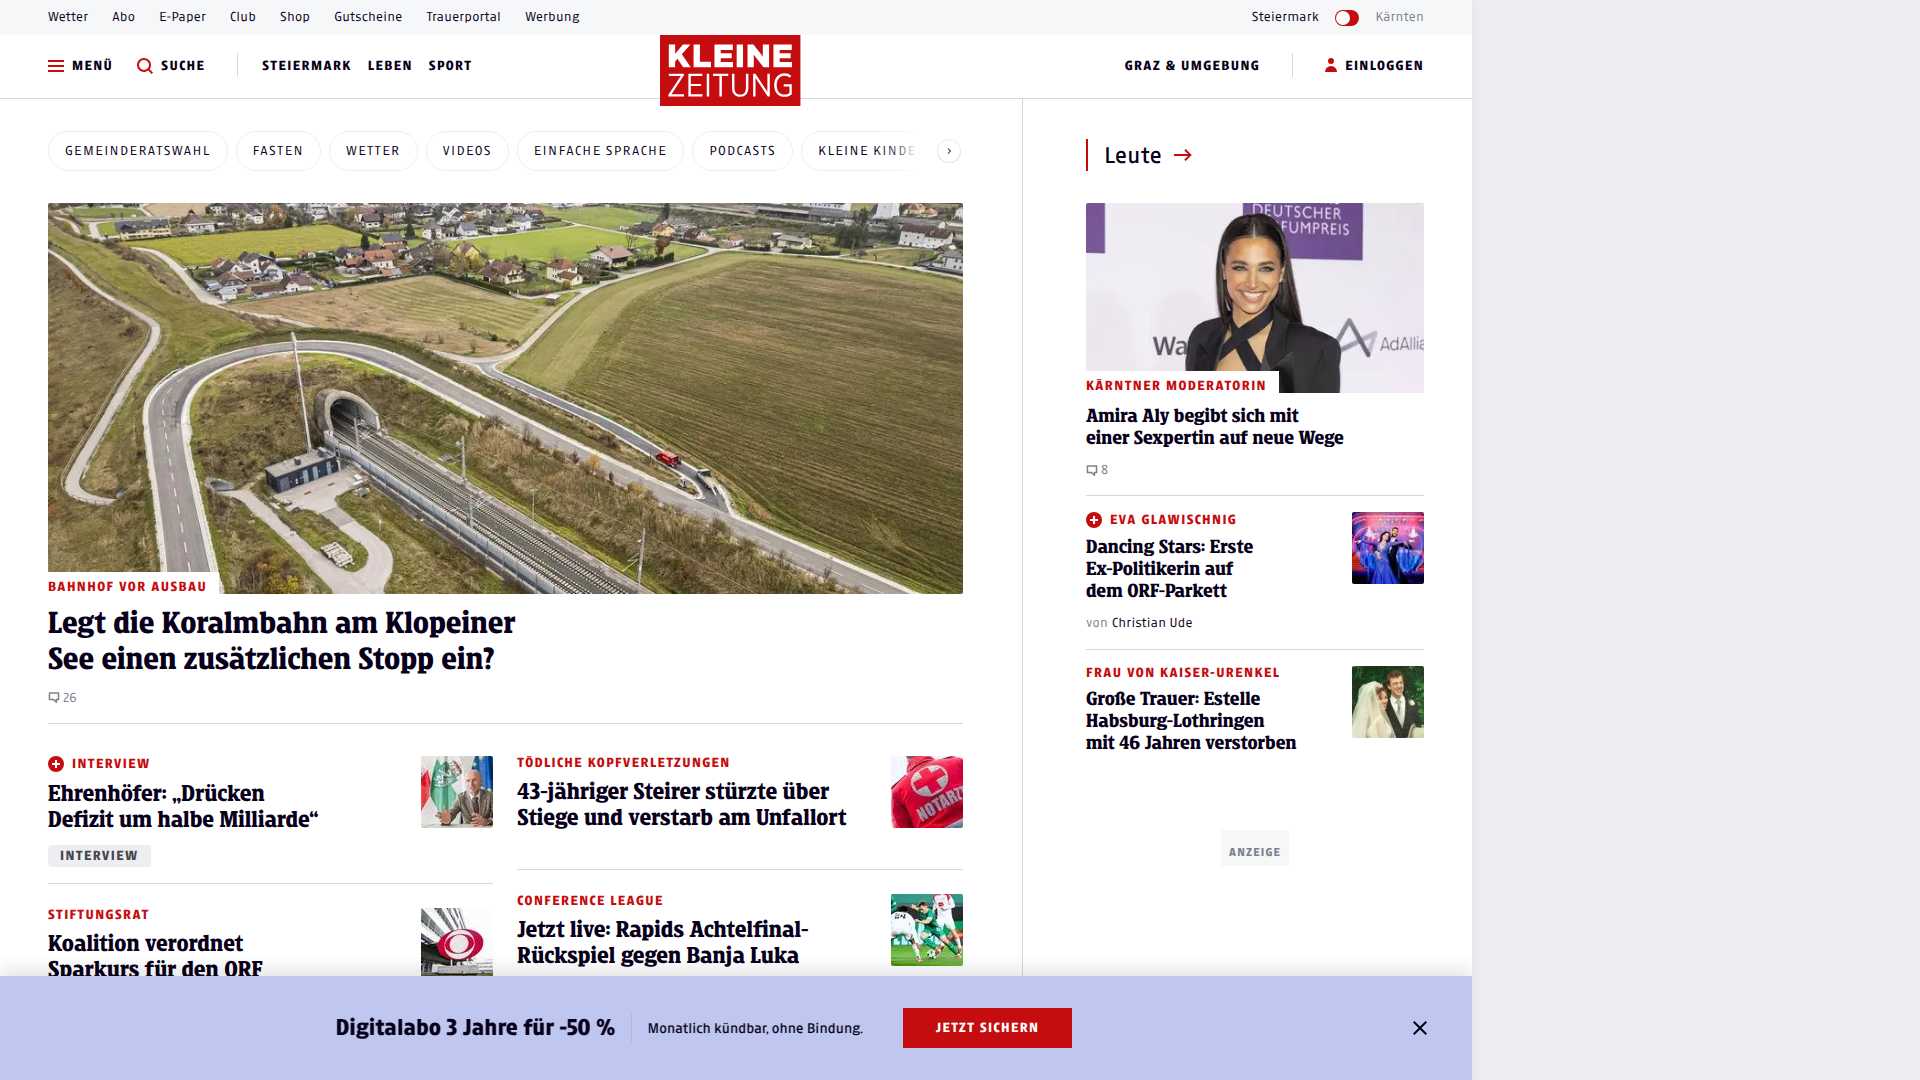 Wetter Abo E-Paper Club Shop Gutscheine Trauerportal Werbung Steiermark Kärnten
MENÜ SUCHE STEIERMARK LEBEN SPORT KLEINE ZEITUNG GRAZ & UMGEBUNG EINLOGGEN
GEMEINDERATSWAHL FASTEN WETTER VIDEOS EINFACHE SPRACHE PODCASTS KLEINE KINDE
BAHNHOF VOR AUSBAU
Legt die Koralmbahn am Klopeiner
See einen zusätzlichen Stopp ein?
26
INTERVIEW
Ehrenhöfer: „Drücken
Defizit um halbe Milliarde“
INTERVIEW
STIFTUNGSRAT
Koalition verordnet
Sparkurs für den ORF
TÖDLICHE KOPFVERLETZUNGEN
43-jähriger Steirer stürzte über
Stiege und verstarb am Unfallort
NOTARZT
CONFERENCE LEAGUE
Jetzt live: Rapids Achtelfinal-
Rückspiel gegen Banja Luka
Leute
DEUTSCHER
FUMPREIS
Wa
AdAllia
KÄRNTNER MODERATORIN
Amira Aly begibt sich mit
einer Sexpertin auf neue Wege
8
EVA GLAWISCHNIG
Dancing Stars: Erste
Ex-Politikerin auf
dem ORF-Parkett
von Christian Ude
FRAU VON KAISER-URENKEL
Große Trauer: Estelle
Habsburg-Lothringen
mit 46 Jahren verstorben
ANZEIGE
Digitalabo 3 Jahre für -50 % Monatlich kündbar, ohne Bindung. JETZT SICHERN